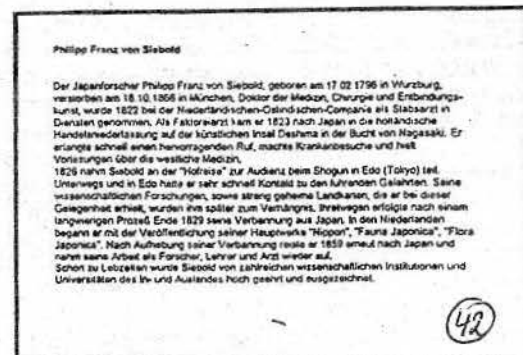 Philipp Franz von Siebold
Der Japanforscher Philipp Franz von Siebold, geboren am 17.02.1796 in Würzburg,
verstorben am 18.10.1866 in München, Doktor der Medizin, Chirurgie und Entbindungs-
kunst, wurde 1822 bei der Niederländischen-Ostindischen-Compagnie als Stabsarzt in
Diensten genommen. Als Faktoreiarzt kam er 1823 nach Japan in die holländische
Handelsniederlassung auf der künstlichen Insel Deshima in der Bucht von Nagasaki. Er
erlangte schnell einen hervorragenden Ruf, machte Krankenbesuche und hielt
Vorlesungen über die westliche Medizin.
1826 nahm Siebold an der "Hofreise" zur Audienz beim Shogun in Edo (Tokyo) teil.
Unterwegs und in Edo hatte er sehr schnell Kontakt zu den führenden Gelehrten. Seine
wissenschaftlichen Forschungen, sowie streng geheime Landkarten, die er bei dieser
Gelegenheit erhielt, wurden ihm später zum Verhängnis. Ihretwegen erfolgte nach einem
langwierigen Prozeß Ende 1829 seine Verbannung aus Japan. In den Niederlanden
begann er mit der Veröffentlichung seiner Hauptwerke "Nippon", "Fauna Japonica", "Flora
Japonica". Nach Aufhebung seiner Verbannung reiste er 1859 erneut nach Japan und
nahm seine Arbeit als Forscher, Lehrer und Arzt wieder auf.
Schon zu Lebzeiten wurde Siebold von zahlreichen wissenschaftlichen Institutionen und
Universitäten des In- und Auslandes hoch geehrt und ausgezeichnet.
42